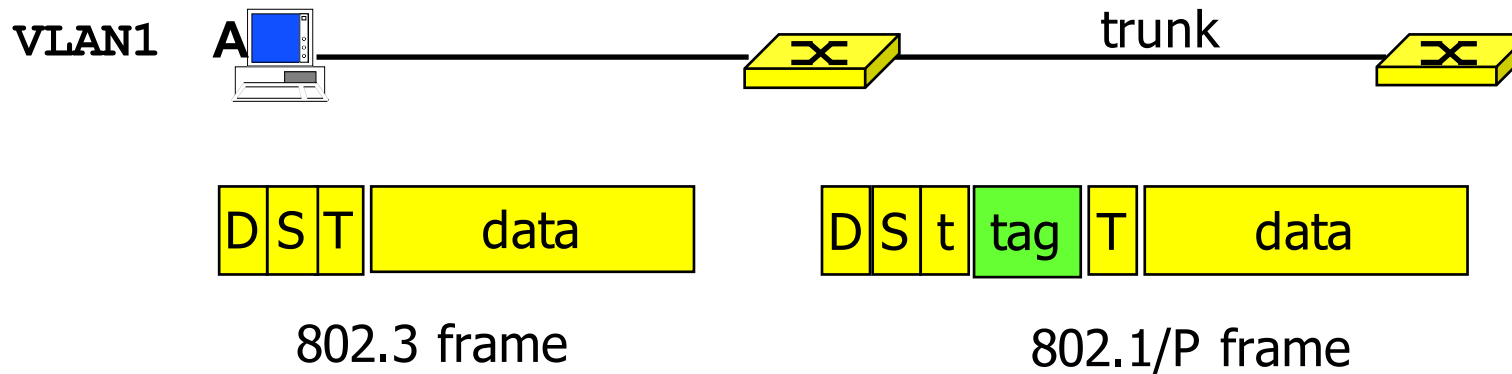 VLAN1 A trunk
D S T data D S t tag T data
802.3 frame 802.1/P frame